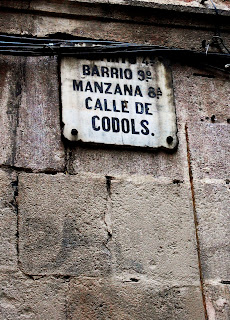 BARRIO 9º
MANZANA 8ª
CALLE DE
CODOLS.